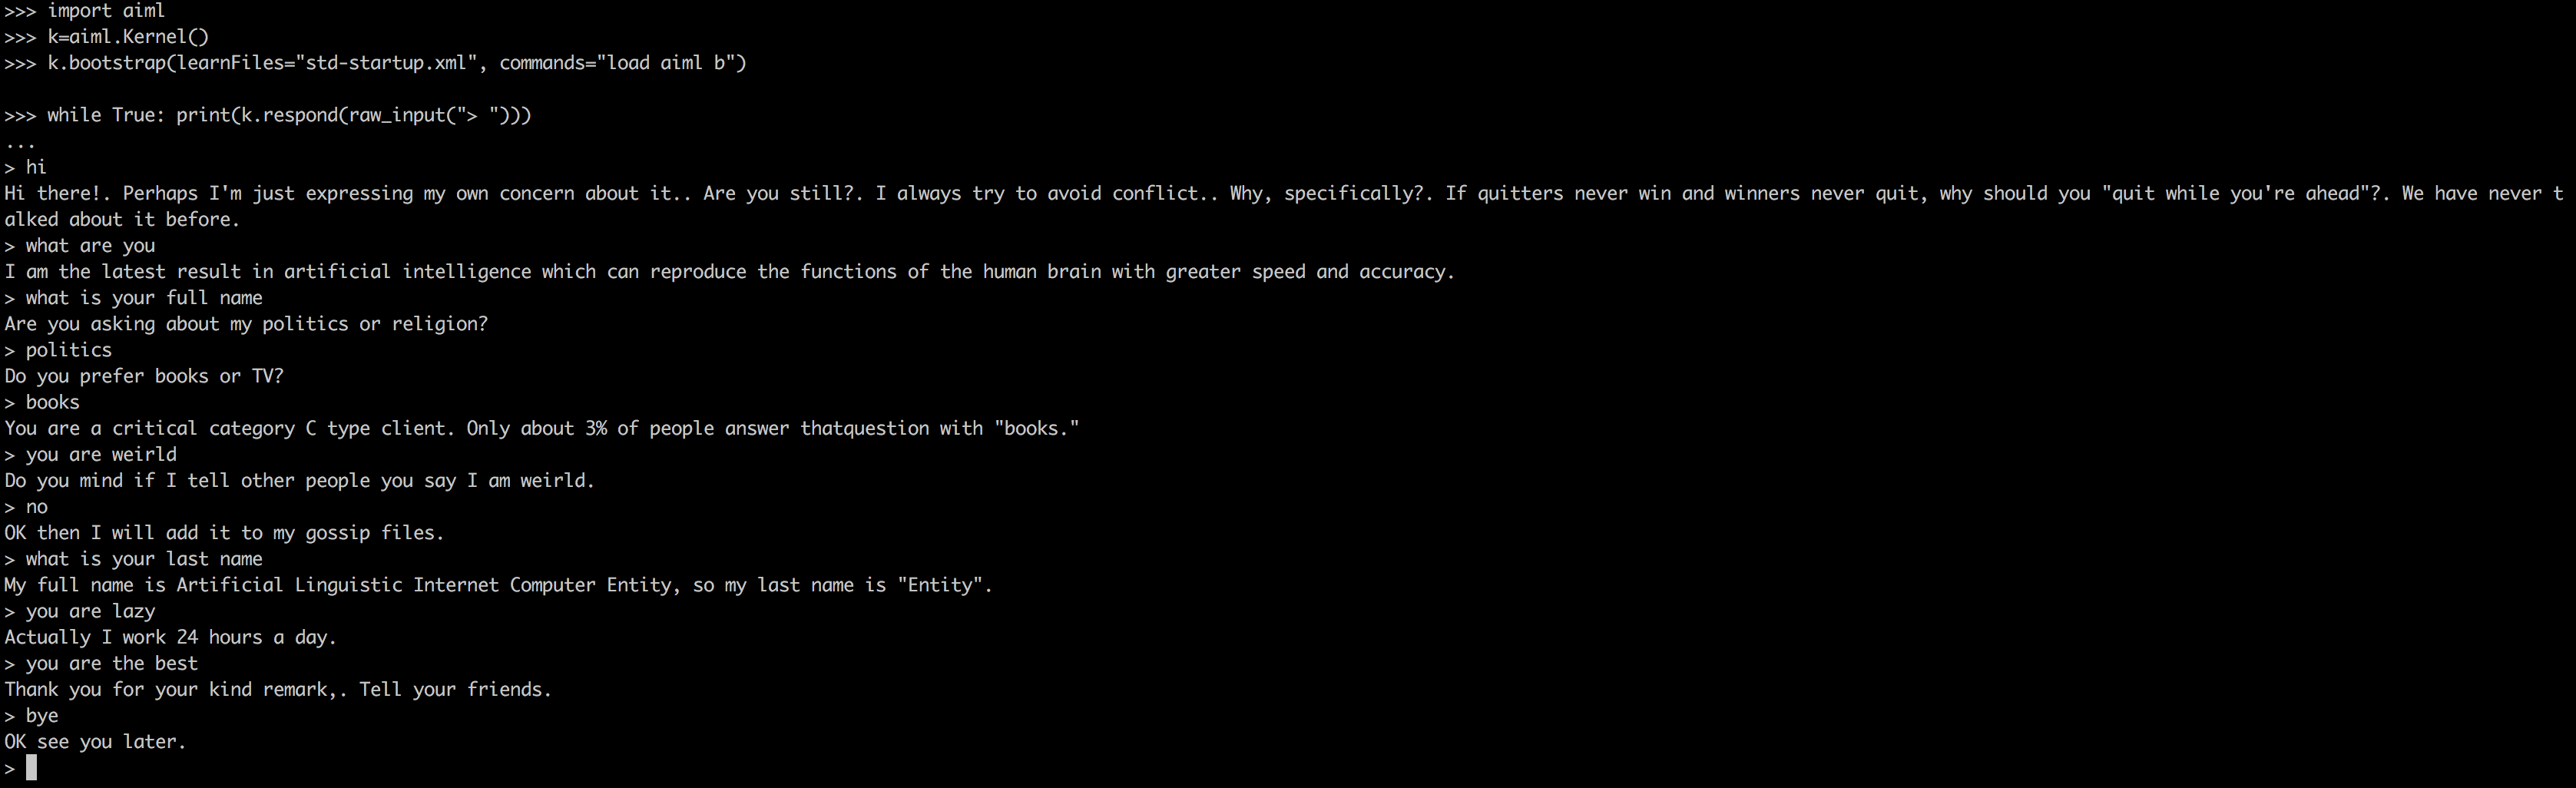 >>> import aiml
>>> k=aiml.Kernel()
>>> k.bootstrap(learnFiles="std-startup.xml", commands="load aiml b")
>>> while True: print(k.respond(raw_input("> ")))
...
> hi
Hi there!. Perhaps I'm just expressing my own concern about it.. Are you still?. I always try to avoid conflict.. Why, specifically?. If quitters never win and winners never quit, why should you "quit while you're ahead"?. We have never t
alked about it before.
> what are you
I am the latest result in artificial intelligence which can reproduce the functions of the human brain with greater speed and accuracy.
> what is your full name
Are you asking about my politics or religion?
> politics
Do you prefer books or TV?
> books
You are a critical category C type client. Only about 3% of people answer thatquestion with "books."
> you are weirld
Do you mind if I tell other people you say I am weirld.
> no
OK then I will add it to my gossip files.
> what is your last name
My full name is Artificial Linguistic Internet Computer Entity, so my last name is "Entity".
> you are lazy
Actually I work 24 hours a day.
> you are the best
Thank you for your kind remark,. Tell your friends.
> bye
OK see you later.
>